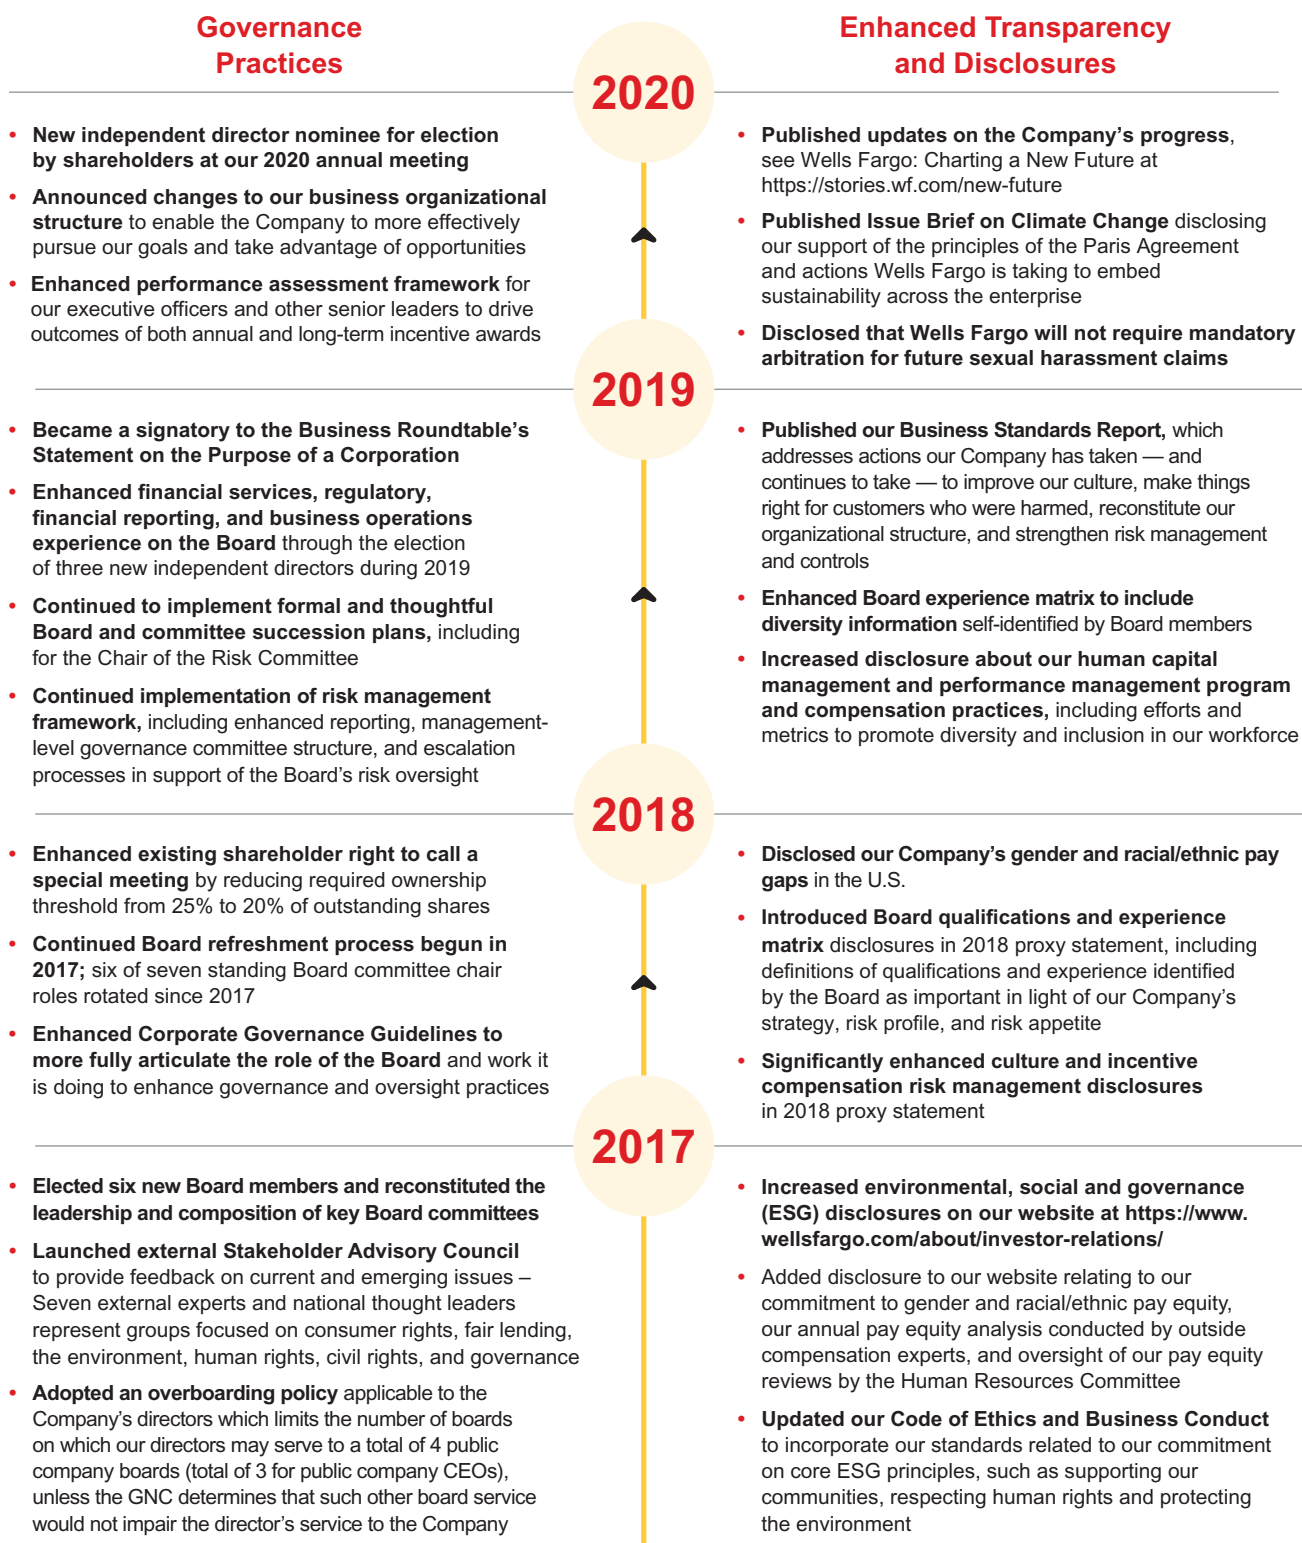 Governance
Practices
Enhanced Transparency
and Disclosures
2020
• New independent director nominee for election
by shareholders at our 2020 annual meeting
• Announced changes to our business organizational
structure to enable the Company to more effectively
pursue our goals and take advantage of opportunities
• Enhanced performance assessment framework for
our executive officers and other senior leaders to drive
outcomes of both annual and long-term incentive awards
• Published updates on the Company's progress,
see Wells Fargo: Charting a New Future at
https://stories.wf.com/new-future
• Published Issue Brief on Climate Change disclosing
our support of the principles of the Paris Agreement
and actions Wells Fargo is taking to embed
sustainability across the enterprise
• Disclosed that Wells Fargo will not require mandatory
arbitration for future sexual harassment claims
2019
• Became a signatory to the Business Roundtable's
Statement on the Purpose of a Corporation
• Enhanced financial services, regulatory,
financial reporting, and business operations
experience on the Board through the election
of three new independent directors during 2019
• Continued to implement formal and thoughtful
Board and committee succession plans, including
for the Chair of the Risk Committee
• Continued implementation of risk management
framework, including enhanced reporting, management-
level governance committee structure, and escalation
processes in support of the Board's risk oversight
• Published our Business Standards Report, which
addresses actions our Company has taken — and
continues to take — to improve our culture, make things
right for customers who were harmed, reconstitute our
organizational structure, and strengthen risk management
and controls
• Enhanced Board experience matrix to include
diversity information self-identified by Board members
• Increased disclosure about our human capital
management and performance management program
and compensation practices, including efforts and
metrics to promote diversity and inclusion in our workforce
2018
• Enhanced existing shareholder right to call a
special meeting by reducing required ownership
threshold from 25% to 20% of outstanding shares
• Continued Board refreshment process begun in
2017; six of seven standing Board committee chair
roles rotated since 2017
• Enhanced Corporate Governance Guidelines to
more fully articulate the role of the Board and work it
is doing to enhance governance and oversight practices
• Disclosed our Company's gender and racial/ethnic pay
gaps in the U.S.
• Introduced Board qualifications and experience
matrix disclosures in 2018 proxy statement, including
definitions of qualifications and experience identified
by the Board as important in light of our Company's
strategy, risk profile, and risk appetite
• Significantly enhanced culture and incentive
compensation risk management disclosures
in 2018 proxy statement
2017
• Elected six new Board members and reconstituted the
leadership and composition of key Board committees
• Launched external Stakeholder Advisory Council
to provide feedback on current and emerging issues –
Seven external experts and national thought leaders
represent groups focused on consumer rights, fair lending,
the environment, human rights, civil rights, and governance
• Adopted an overboarding policy applicable to the
Company's directors which limits the number of boards
on which our directors may serve to a total of 4 public
company boards (total of 3 for public company CEOs),
unless the GNC determines that such other board service
would not impair the director's service to the Company
• Increased environmental, social and governance
(ESG) disclosures on our website at https://www.
wellsfargo.com/about/investor-relations/
• Added disclosure to our website relating to our
commitment to gender and racial/ethnic pay equity,
our annual pay equity analysis conducted by outside
compensation experts, and oversight of our pay equity
reviews by the Human Resources Committee
• Updated our Code of Ethics and Business Conduct
to incorporate our standards related to our commitment
on core ESG principles, such as supporting our
communities, respecting human rights and protecting
the environment